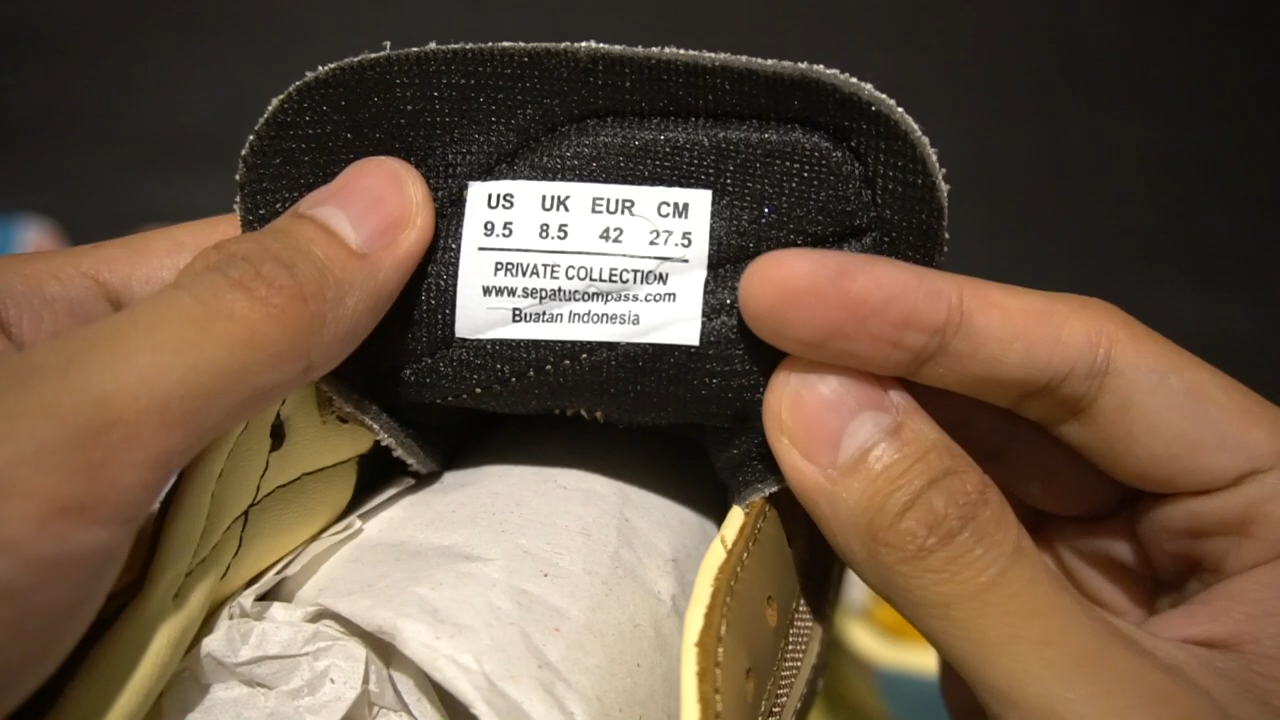 US UK EUR CM
9.5 8.5 42 27.5
PRIVATE COLLECTION
www.sepatucompass.com
Buatan Indonesia